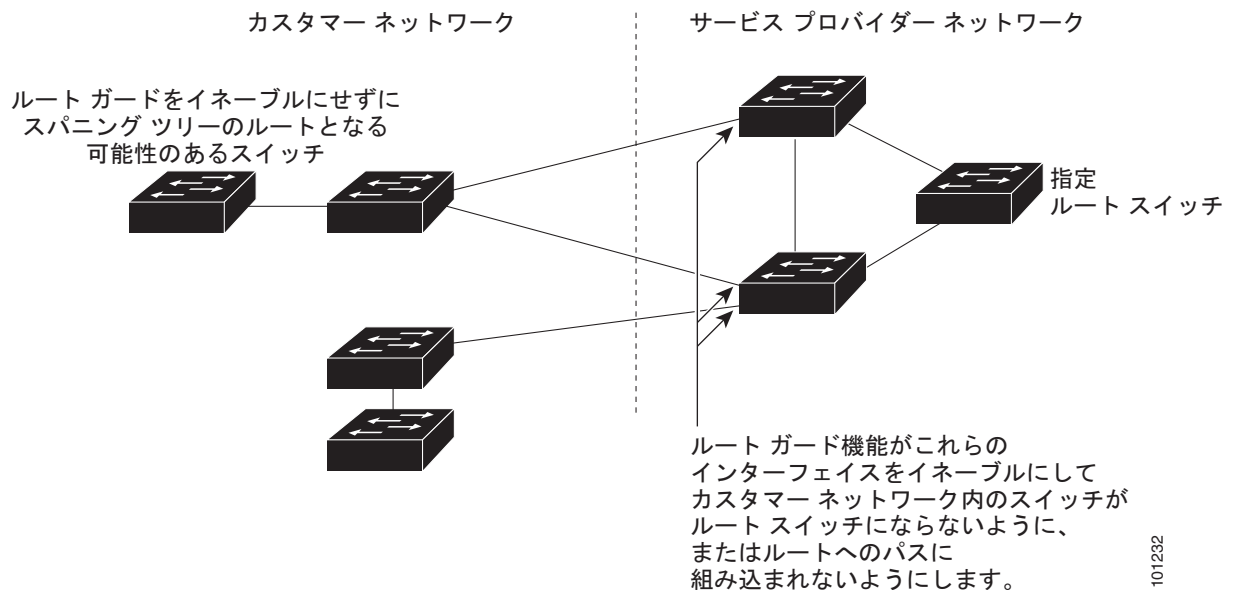 カスタマー ネットワーク
サービス プロバイダー ネットワーク
ルート ガードをイネーブルにせずに
スパニング ツリーのルートとなる
可能性のあるスイッチ
指定
ルート スイッチ
ルート ガード機能がこれらの
インターフェイスをイネーブルにして
カスタマー ネットワーク内のスイッチが
ルート スイッチにならないように、
またはルートへのパスに
組み込まれないようにします。
101232